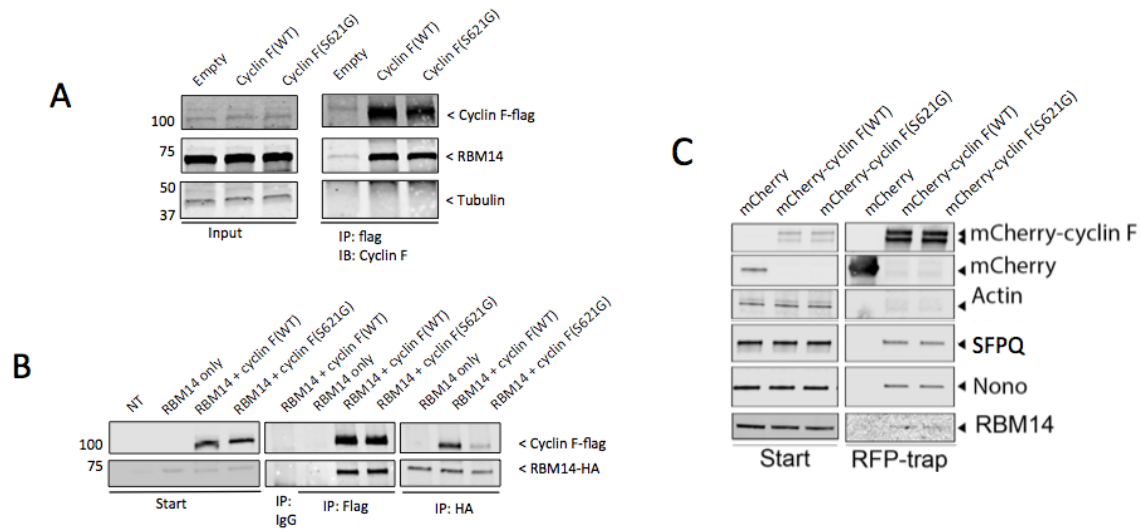 A
Empty
Cyclin F(WT)
Cyclin F(S621G)
Empty
Cyclin F(WT)
Cyclin F(S621G)
100
< Cyclin F-flag
75
< RBM14
50
37
< Tubulin
Input
IP: flag
IB: Cyclin F
B
NT
RBM14 only
RBM14 + cyclin F(WT)
RBM14 + cyclin F(S621G)
RBM14 + cyclin F(WT)
RBM14 only
RBM14 + cyclin F(WT)
RBM14 + cyclin F(S621G)
RBM14 only
RBM14 + cyclin F(WT)
RBM14 + cyclin F(S621G)
100
< Cyclin F-flag
75
< RBM14-HA
Start
IP:
IgG
IP: Flag
IP: HA
C
mCherry
mCherry-cyclin F(WT)
mCherry-cyclin F(S621G)
mCherry
mCherry-cyclin F(WT)
mCherry-cyclin F(S621G)
mCherry-cyclin F
mCherry
Actin
SFPQ
Nono
RBM14
Start
RFP-trap